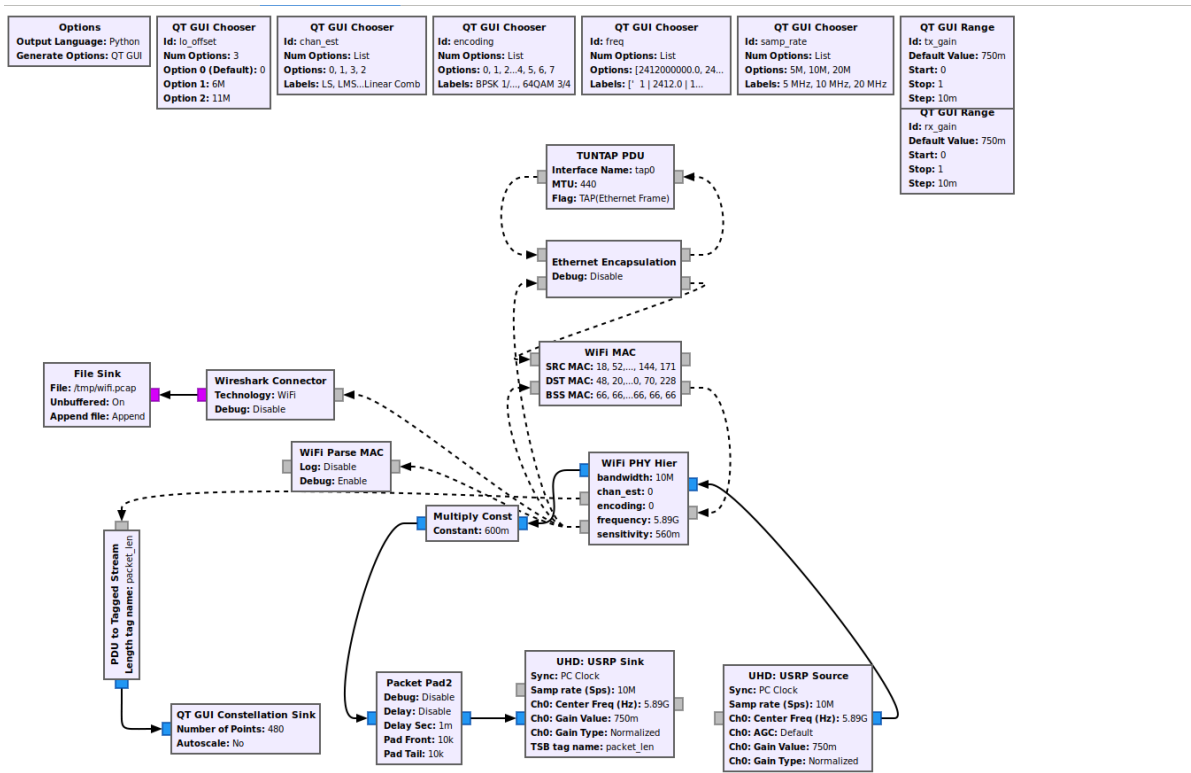 Options
Output Language: Python
Generate Options: QT GUI
QT GUI Chooser
Id: lo_offset
Num Options: 3
Option 0 (Default): 0
Option 1: 6M
Option 2: 11M
QT GUI Chooser
Id: chan_est
Num Options: List
Options: 0, 1, 3, 2
Labels: LS, LMS...Linear Comb
QT GUI Chooser
Id: encoding
Num Options: List
Options: 0, 1, 2...4, 5, 6, 7
Labels: BPSK 1/..., 64QAM 3/4
QT GUI Chooser
Id: freq
Num Options: List
Options: [2412000000.0, 24...
Labels: [' 1 | 2412.0 | 1...
QT GUI Chooser
Id: samp_rate
Num Options: List
Options: 5M, 10M, 20M
Labels: 5 MHz, 10 MHz, 20 MHz
QT GUI Range
Id: tx_gain
Default Value: 750m
Start: 0
Stop: 1
Step: 10m
QT GUI Range
Id: rx_gain
Default Value: 750m
Start: 0
Stop: 1
Step: 10m
TUNTAP PDU
Interface Name: tap0
MTU: 440
Flag: TAP(Ethernet Frame)
Ethernet Encapsulation
Debug: Disable
WiFi MAC
SRC MAC: 18, 52,..., 144, 171
DST MAC: 48, 20,...0, 70, 228
BSS MAC: 66, 66,...66, 66, 66
File Sink
File: /tmp/wifi.pcap
Unbuffered: On
Append file: Append
Wireshark Connector
Technology: WiFi
Debug: Disable
WiFi Parse MAC
Log: Disable
Debug: Enable
WiFi PHY Hier
bandwidth: 10M
chan_est: 0
encoding: 0
frequency: 5.89G
sensitivity: 560m
Multiply Const
Constant: 600m
PDU to Tagged Stream
Length tag name: packet_len
QT GUI Constellation Sink
Number of Points: 480
Autoscale: No
Packet Pad2
Debug: Disable
Delay: Disable
Delay Sec: 1m
Pad Front: 10k
Pad Tail: 10k
UHD: USRP Sink
Sync: PC Clock
Samp rate (Sps): 10M
Ch0: Center Freq (Hz): 5.89G
Ch0: Gain Value: 750m
Ch0: Gain Type: Normalized
TSB tag name: packet_len
UHD: USRP Source
Sync: PC Clock
Samp rate (Sps): 10M
Ch0: Center Freq (Hz): 5.89G
Ch0: AGC: Default
Ch0: Gain Value: 750m
Ch0: Gain Type: Normalized